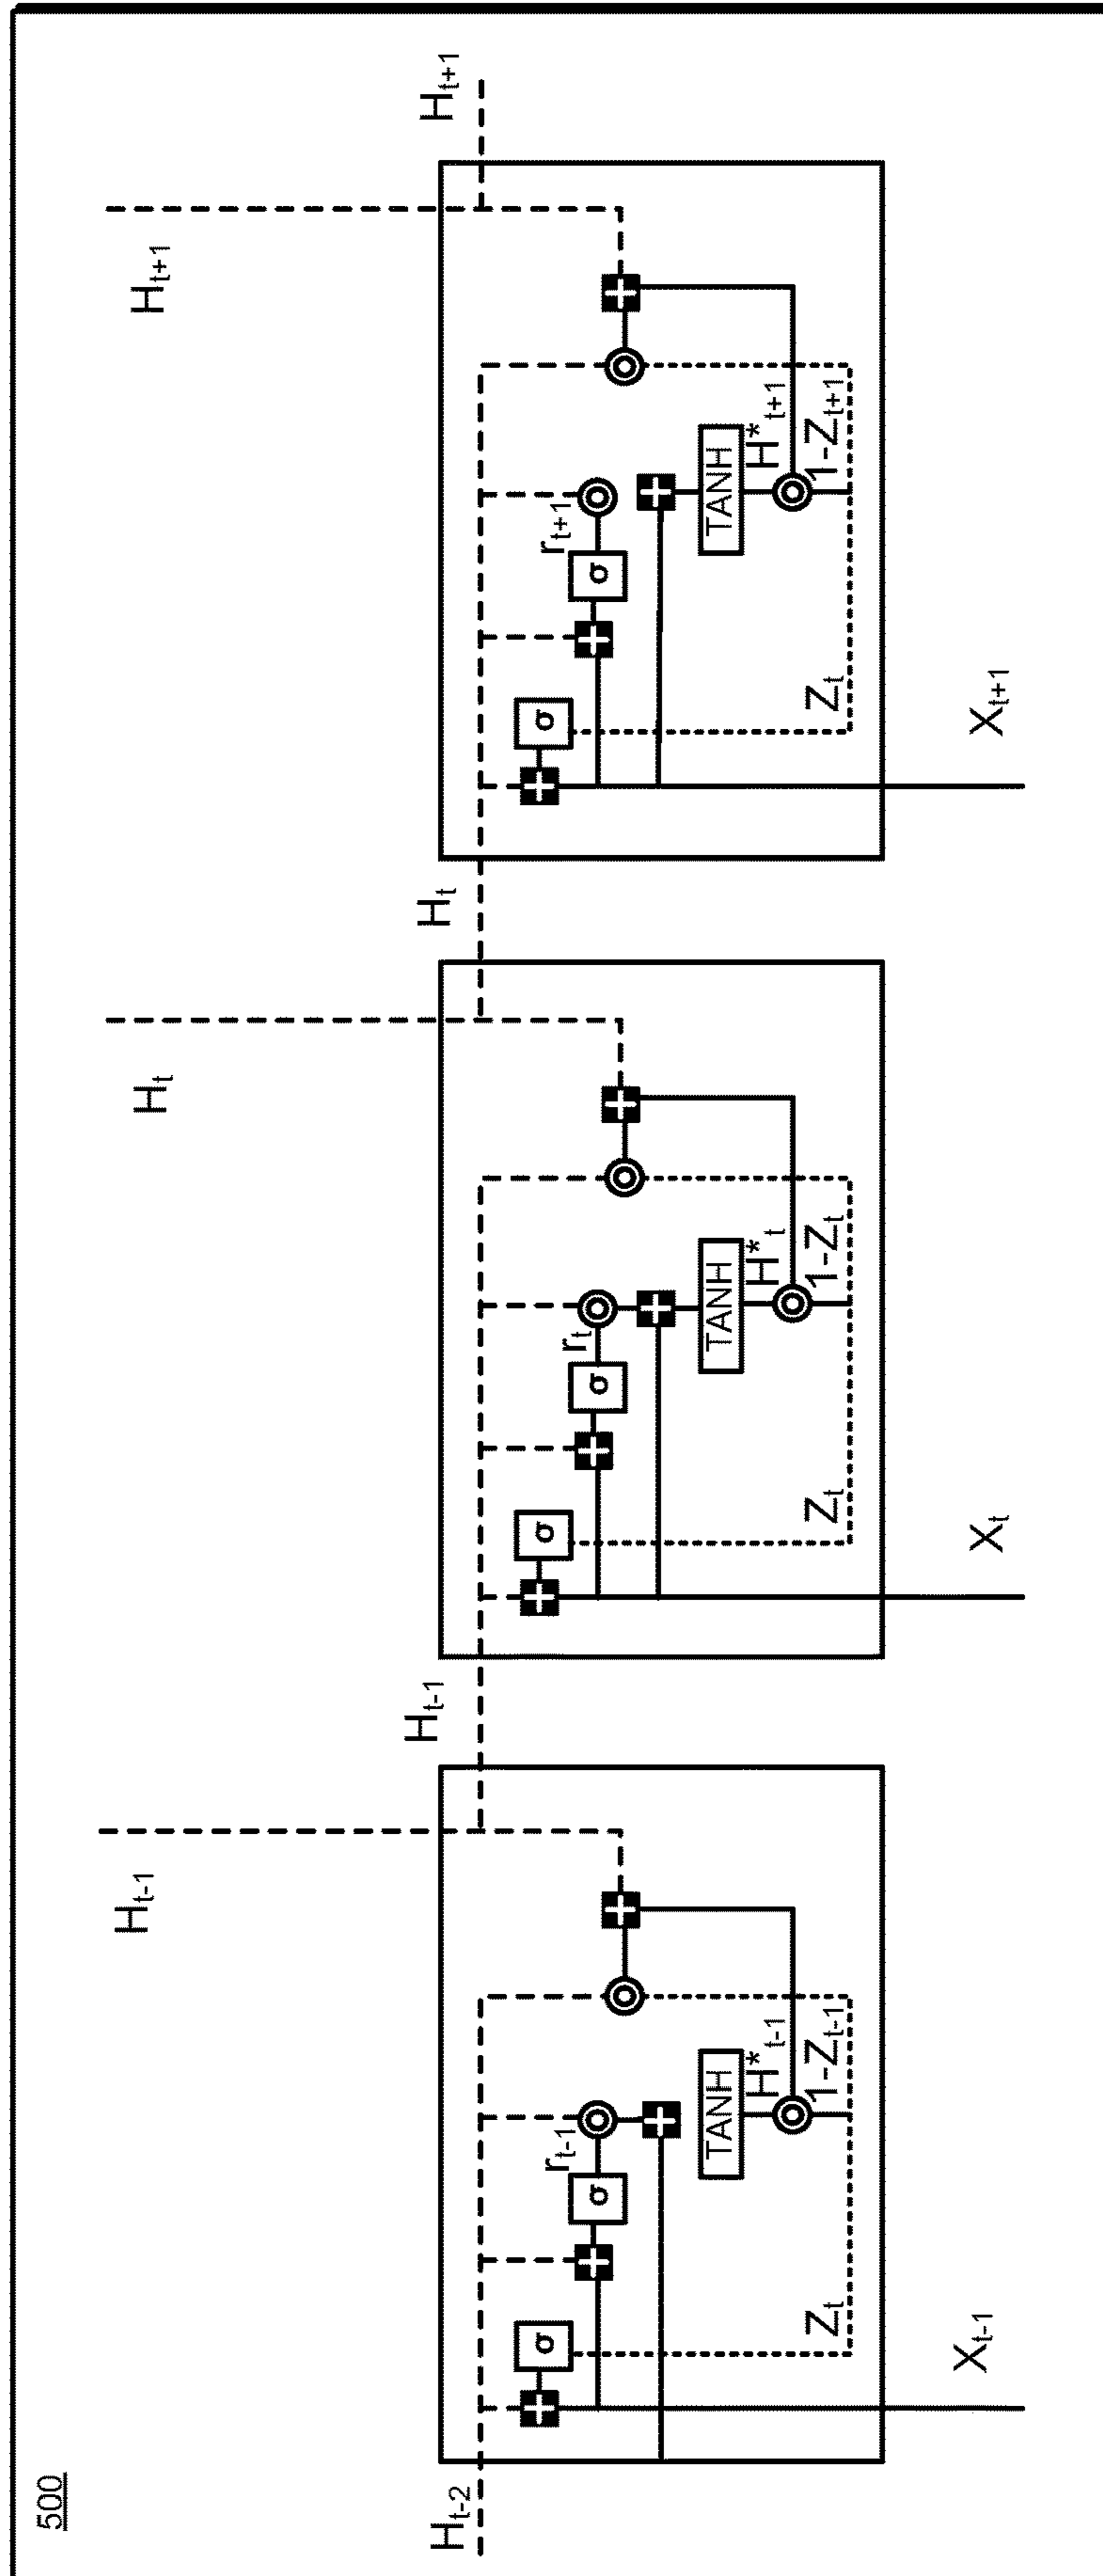 500
H_{t-1}
H_t
H_{t+1}
H_{t-2}
H_{t-1}
H_t
H_{t+1}
σ
σ
r_{t-1}
TANH
H*_{t-1}
1-Z_{t-1}
Z_t
X_{t-1}
σ
σ
r_t
TANH
H*_t
1-Z_t
Z_t
X_t
σ
σ
r_{t+1}
TANH
H*_{t+1}
1-Z_{t+1}
Z_t
X_{t+1}